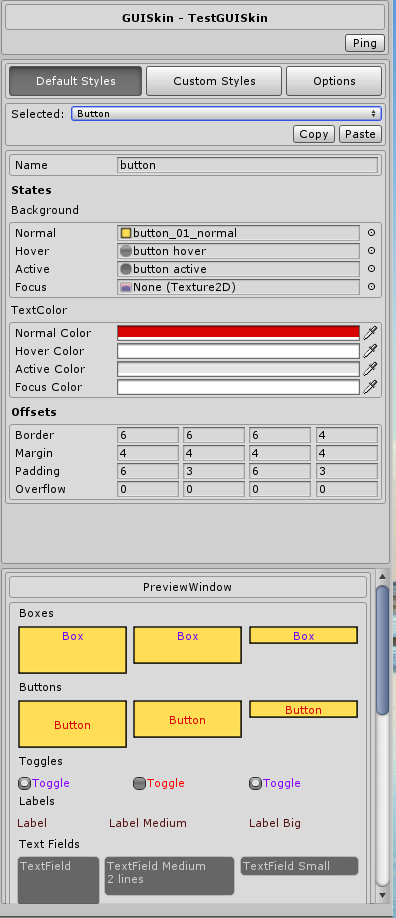 GUISkin - TestGUISkin
Ping
Default Styles Custom Styles Options
Selected: Button
Copy Paste
Name button
States
Background
Normal button_01_normal
Hover button hover
Active button active
Focus None (Texture2D)
TextColor
Normal Color
Hover Color
Active Color
Focus Color
Offsets
Border 6 6 6 4
Margin 4 4 4 4
Padding 6 3 6 3
Overflow 0 0 0 0
PreviewWindow
Boxes
Box Box Box
Buttons
Button Button Button
Toggles
Toggle Toggle Toggle
Labels
Label Label Medium Label Big
Text Fields
TextField TextField Medium TextField Small
2 lines